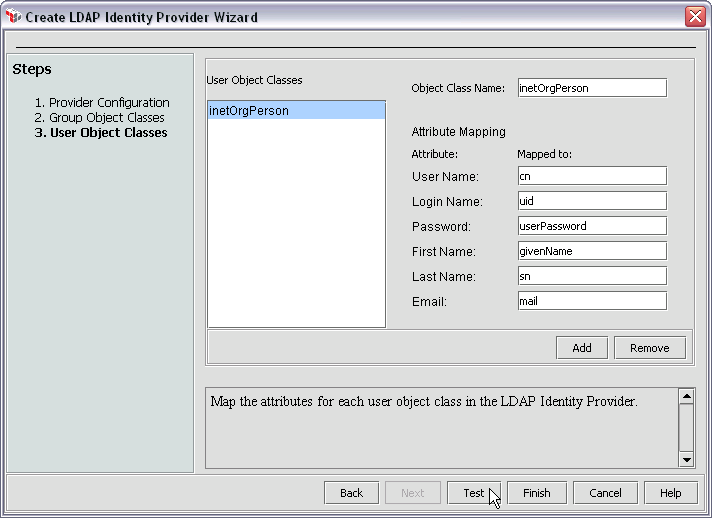 Create LDAP Identity Provider Wizard
Steps
1. Provider Configuration
2. Group Object Classes
3. User Object Classes
User Object Classes
inetOrgPerson
Object Class Name: inetOrgPerson
Attribute Mapping
Attribute: Mapped to:
User Name: cn
Login Name: uid
Password: userPassword
First Name: givenName
Last Name: sn
Email: mail
Add Remove
Map the attributes for each user object class in the LDAP Identity Provider.
Back Next Test Finish Cancel Help